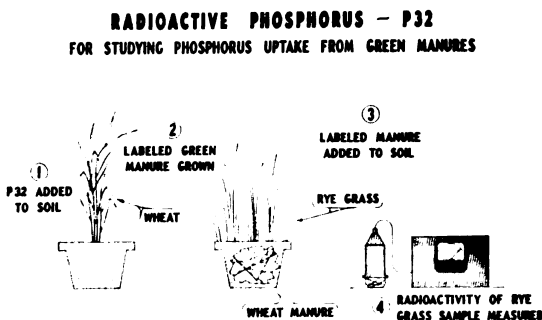 RADIOACTIVE PHOSPHORUS - P32
FOR STUDYING PHOSPHORUS UPTAKE FROM GREEN MANURES
1
P32 ADDED
TO SOIL
2
LABELED GREEN
MANURE GROWN
WHEAT
3
LABELED MANURE
ADDED TO SOIL
RYE GRASS
WHEAT MANURE
4 RADIOACTIVITY OF RYE
GRASS SAMPLE MEASURED